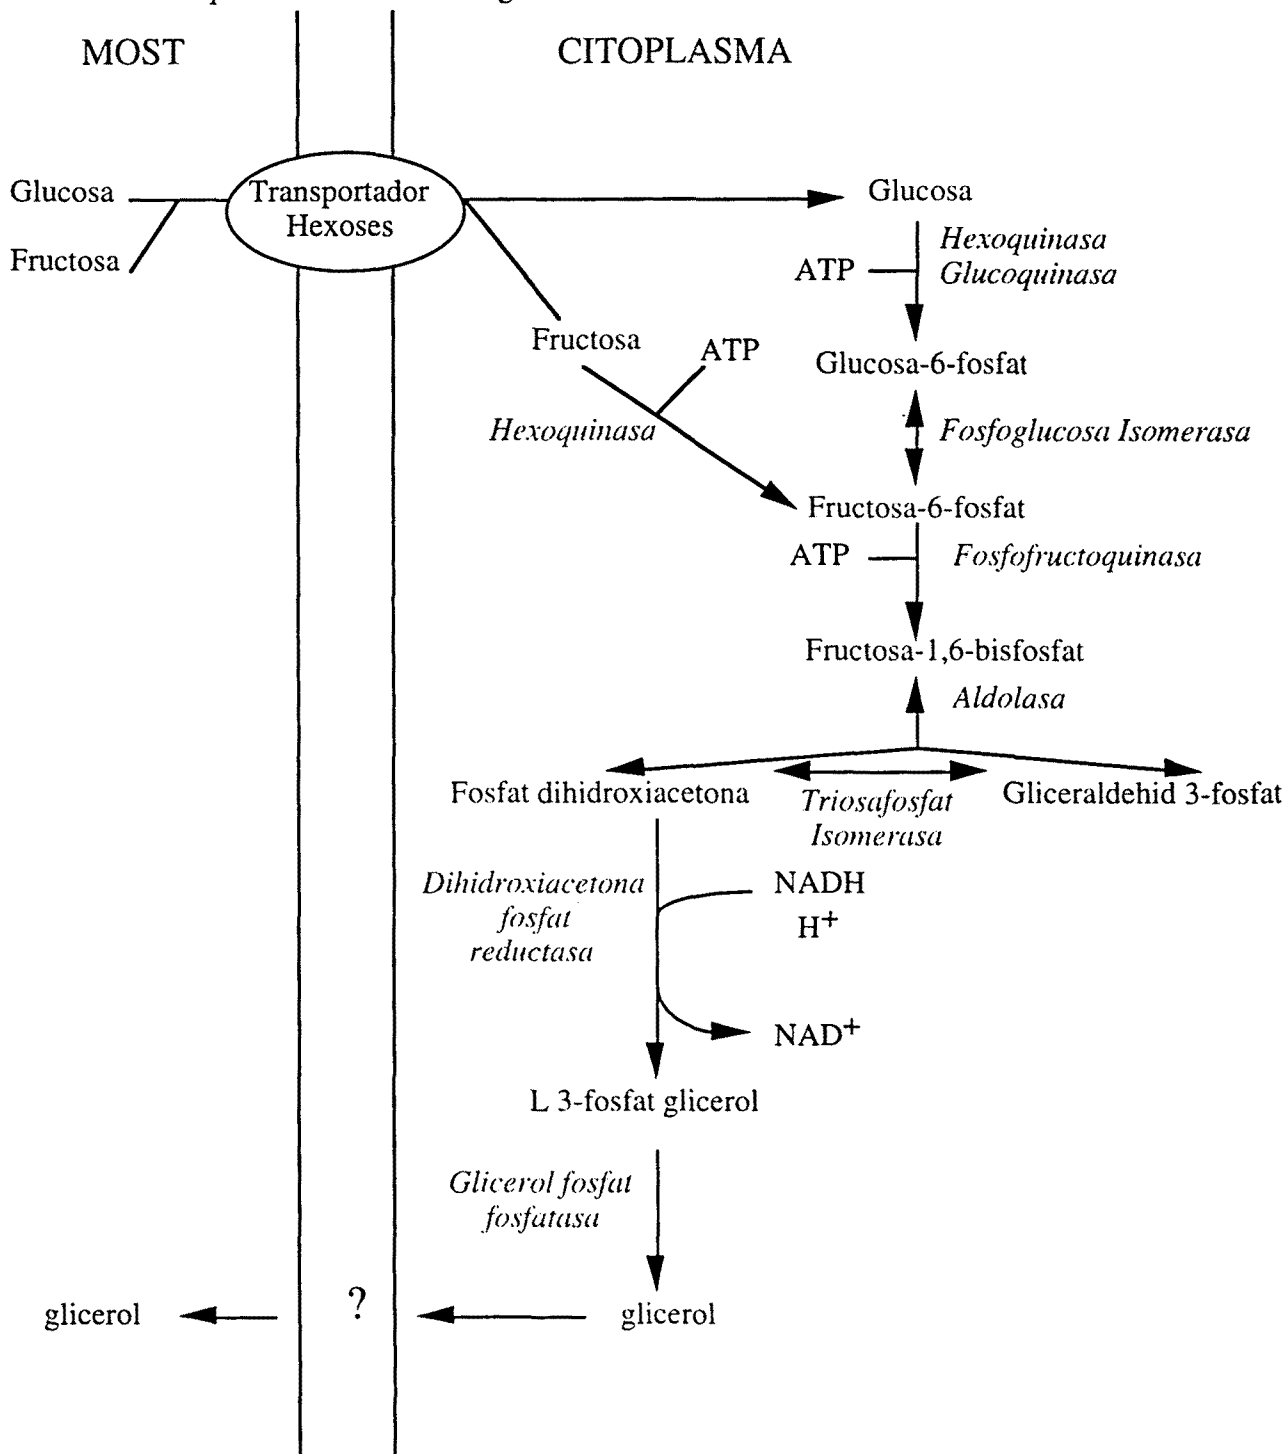 MOST
CITOPLASMA
Glucosa
Fructosa
Transportador
Hexoses
Glucosa
Hexoquinasa
Glucoquinasa
ATP
Fructosa
ATP
Glucosa-6-fosfat
Hexoquinasa
Fosfoglucosa Isomerasa
Fructosa-6-fosfat
ATP
Fosfofructoquinasa
Fructosa-1,6-bisfosfat
Aldolasa
Fosfat dihidroxiacetona
Triosafosfat
Isomerasa
Gliceraldehid 3-fosfat
Dihidroxiacetona
fosfat
reductasa
NADH
H+
NAD+
L 3-fosfat glicerol
Glicerol fosfat
fosfatasa
glicerol
?
glicerol